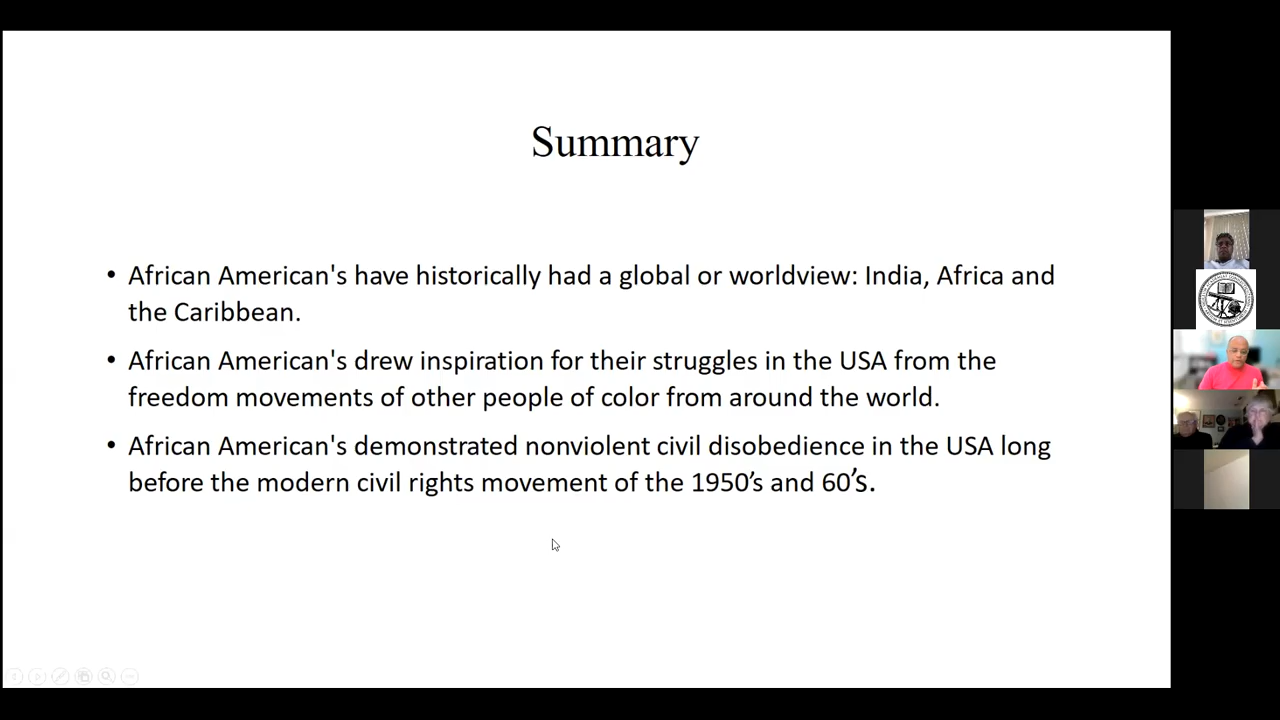 Summary
• African American's have historically had a global or worldview: India, Africa and
the Caribbean.
• African American's drew inspiration for their struggles in the USA from the
freedom movements of other people of color from around the world.
• African American's demonstrated nonviolent civil disobedience in the USA long
before the modern civil rights movement of the 1950’s and 60’s.